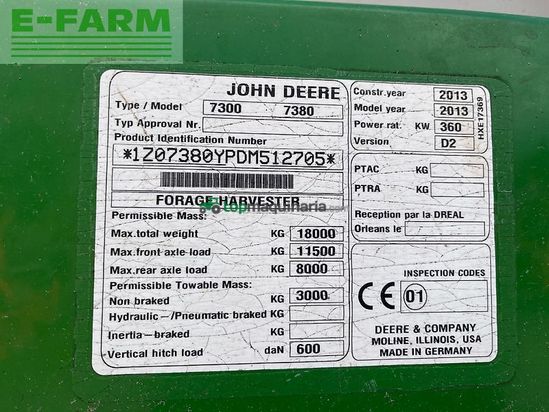 E-FARM
JOHN DEERE
Type / Model 7300 7380
Typ Approval Nr.
Product Identification Number
*1Z07380YPDM512705*
FORAGE HARVESTER
topmaquinaria.com
Permissible Mass:
Max.total weight KG 18000
Max.front axle load KG 11500
Max.rear axle load KG 8000
Permissible Towable Mass:
Non braked KG 3000
Hydraulic -/Pneumatic braked KG
Inertia - braked KG
Vertical hitch load daN 600
Constr.year 2013
Model year 2013
Power rat. KW 360
Version D2
HXE17369
PTAC
PTRA
Reception par la DREAL
Orleans le
INSPECTION CODES
CE 01
DEERE & COMPANY
MOLINE, ILLINOIS, USA
MADE IN GERMANY